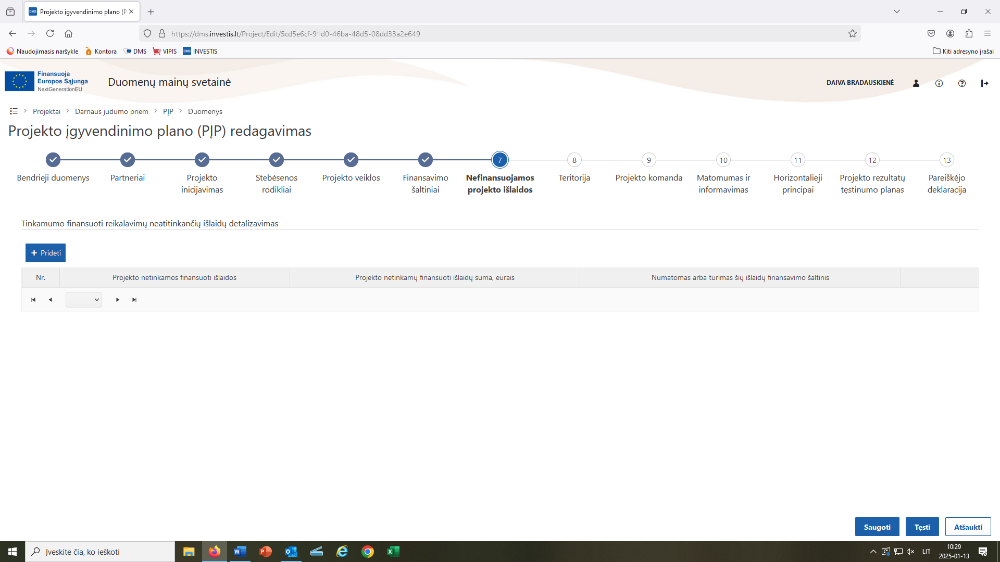 Projekto įgyvendinimo plano (P
https://dms.investis.lt/Project/Edit/5cd5e6cf-91d0-46ba-48d5-08dd33a2e649
Naudojimasis naršykle
Kontora
DMS
VIPIS
DMS
INVESTIS
Kiti adresyno įrašai
Finansuoja
Europos Sąjunga
NextGenerationEU
Duomenų mainų svetainė
DAIVA BRADAUSKIENĖ
Projektai > Darnaus judumo priem > PĮP > Duomenys
Projekto įgyvendinimo plano (PĮP) redagavimas
7 8 9 10 11 12 13
Bendrieji duomenys
Partneriai
Projekto
inicijavimas
Stebėsenos
rodikliai
Projekto veiklos
Finansavimo
šaltiniai
Nefinansuojamos
projekto išlaidos
Teritorija
Projekto komanda
Matomumas ir
informavimas
Horizontalieji
principai
Projekto rezultatų
tęstinumo planas
Pareiškėjo
deklaracija
Tinkamumo finansuoti reikalavimų neatitinkančių išlaidų detalizavimas
+ Pridėti
Nr.
Projekto netinkamos finansuoti išlaidos
Projekto netinkamų finansuoti išlaidų suma, eurais
Numatomas arba turimas šių išlaidų finansavimo šaltinis
Saugoti
Tęsti
Atšaukti
Įveskite čia, ko ieškoti
LIT
10:29
2025-01-13